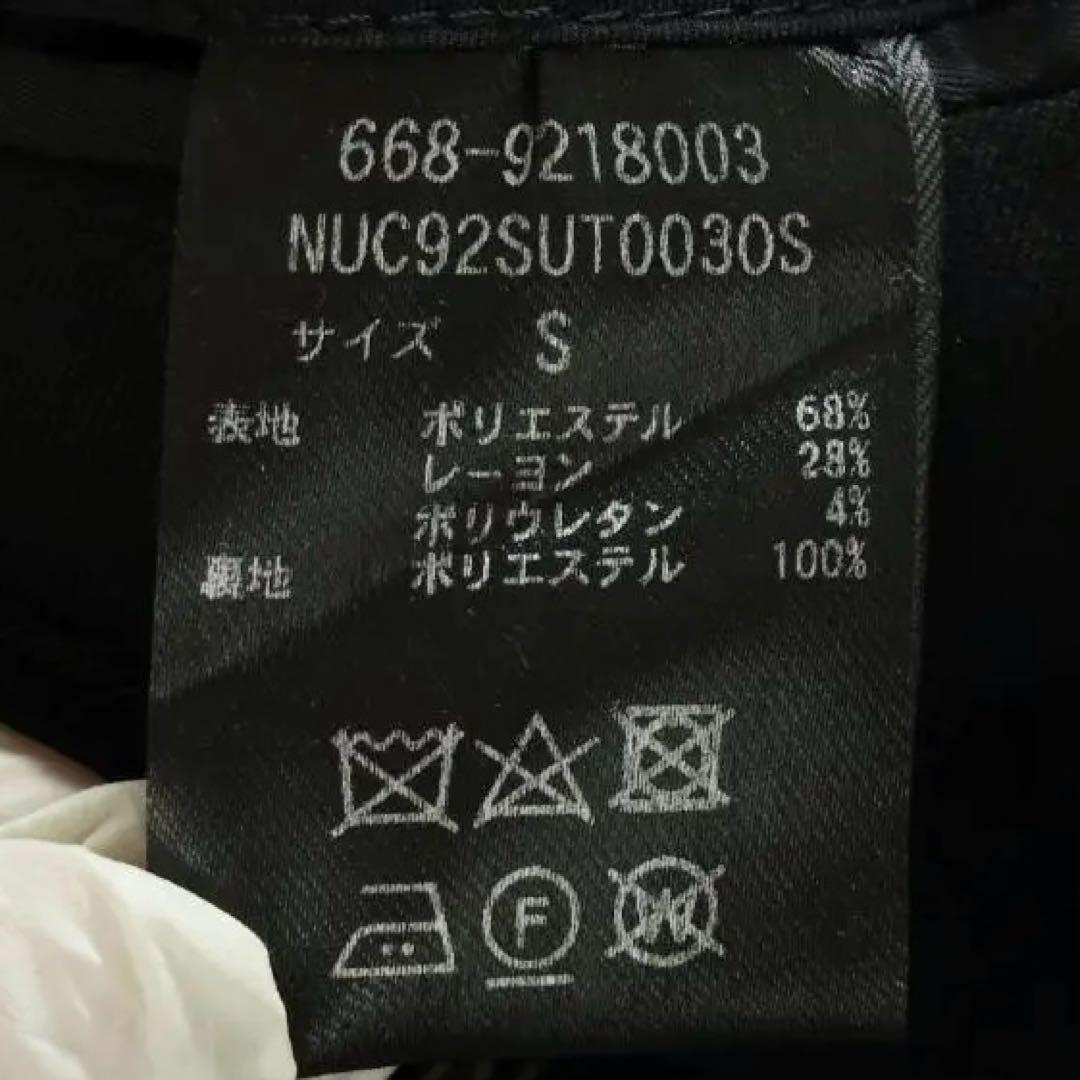 668-9218003
NUC92SUT0030S
サイズ S
表地 ポリエステル 68%
レーヨン 28%
ポリウレタン 4%
裏地 ポリエステル 100%
F
W